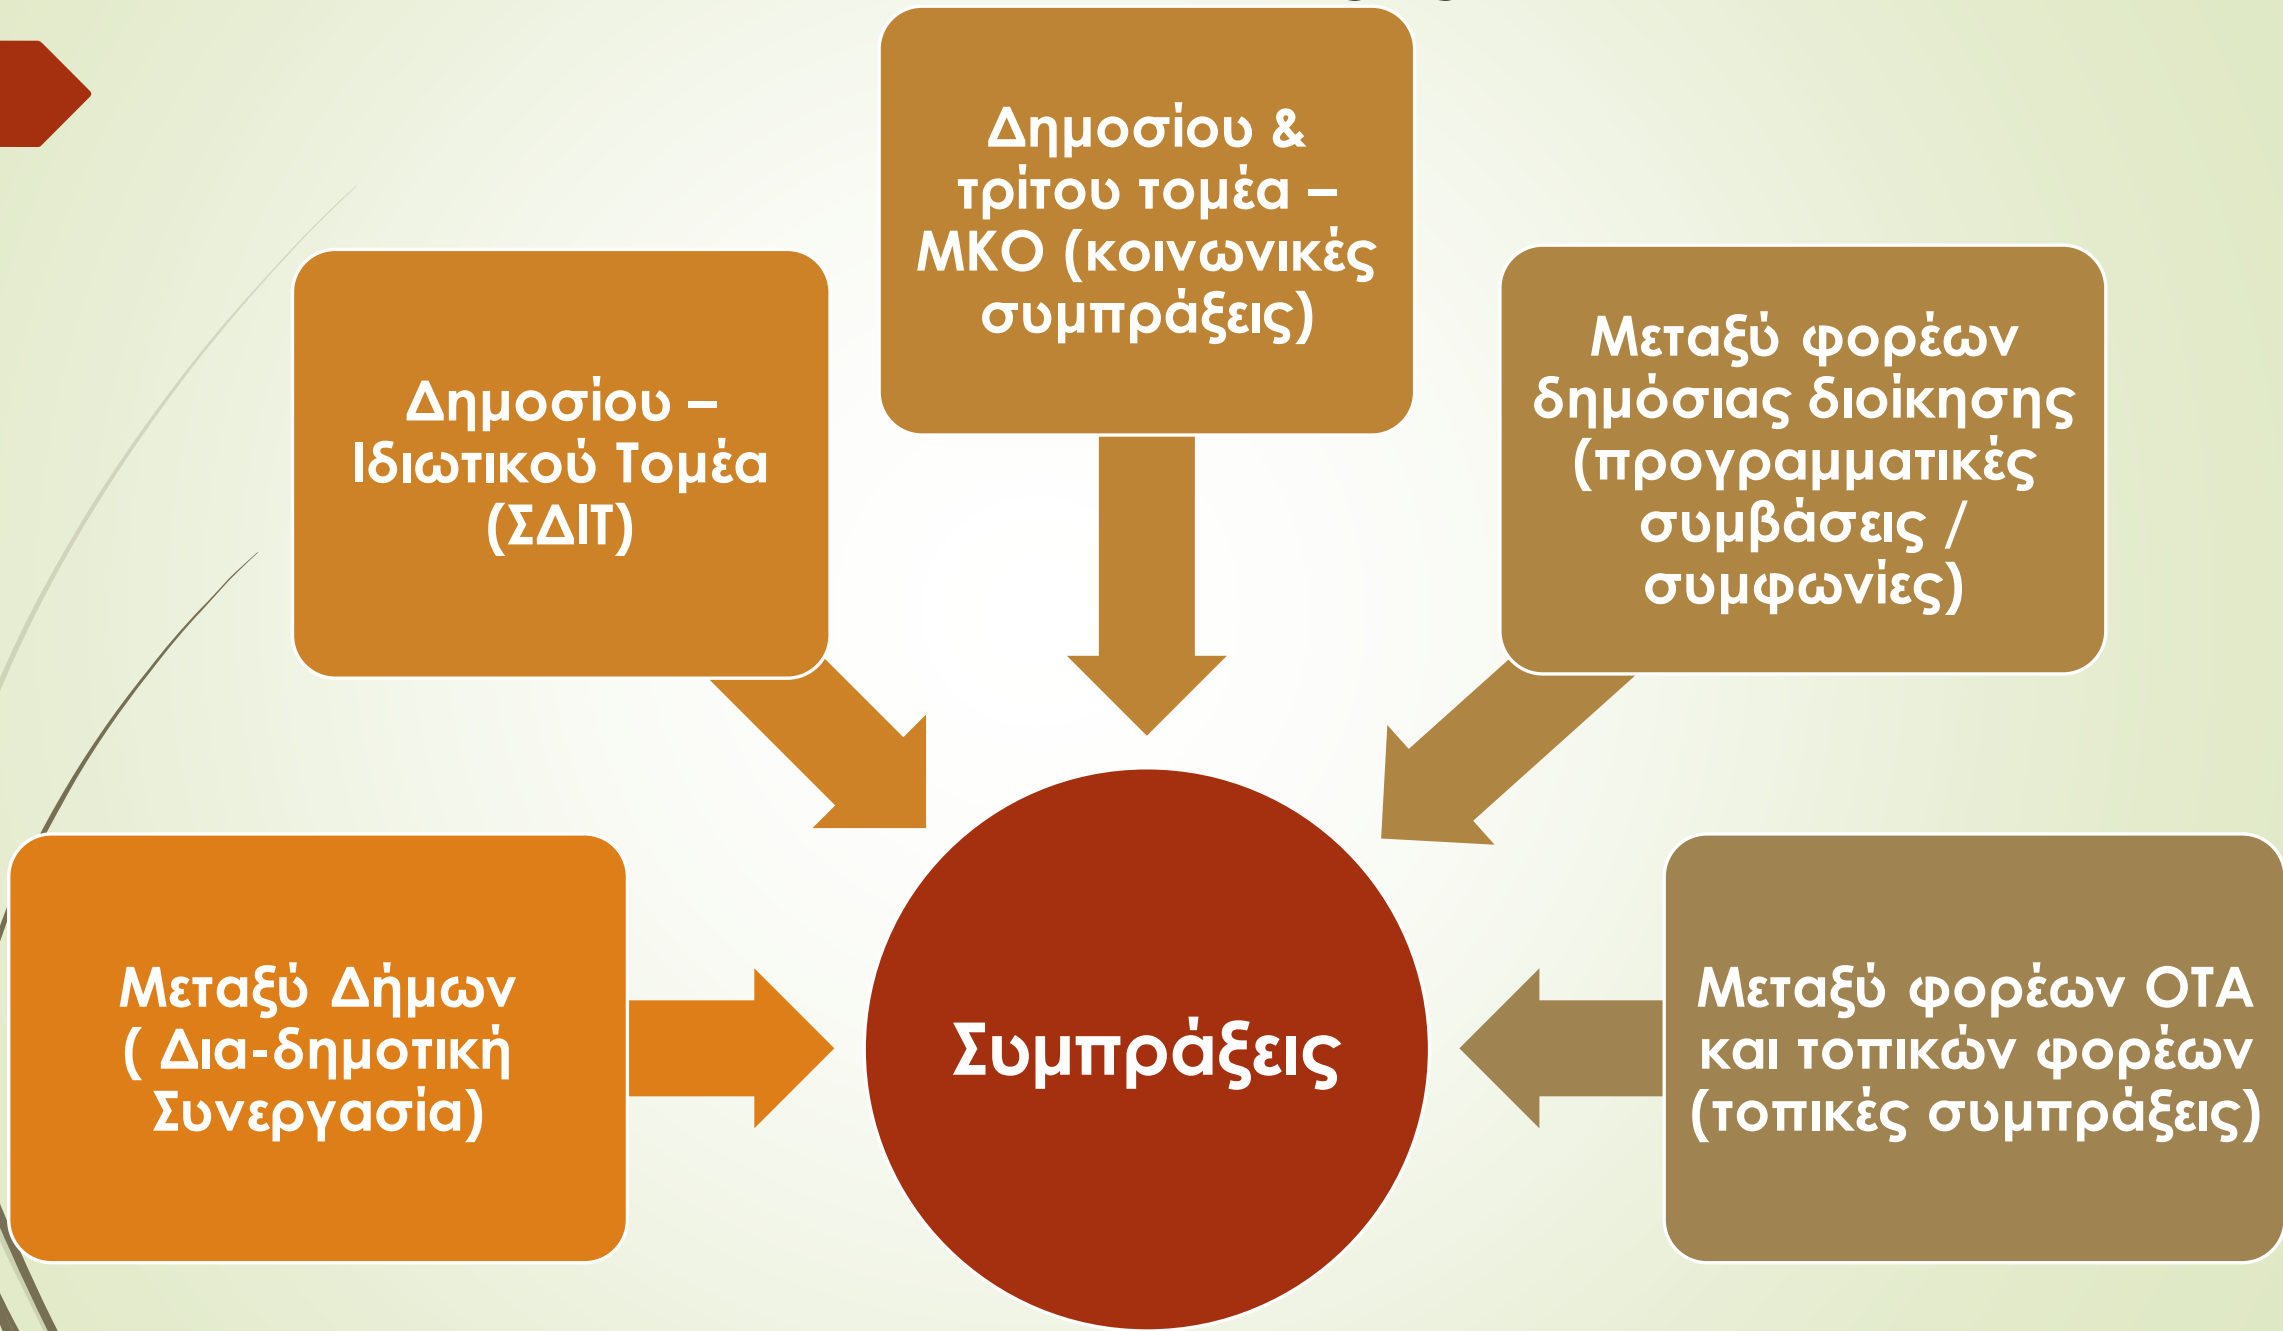 Δημοσίου &
τρίτου τομέα –
ΜΚΟ (κοινωνικές
συμπράξεις)
Δημοσίου –
Ιδιωτικού Τομέα
(ΣΔΙΤ)
Μεταξύ φορέων
δημόσιας διοίκησης
(προγραμματικές
συμβάσεις /
συμφωνίες)
Μεταξύ Δήμων
( Δια-δημοτική
Συνεργασία)
Συμπράξεις
Μεταξύ φορέων ΟΤΑ
και τοπικών φορέων
(τοπικές συμπράξεις)